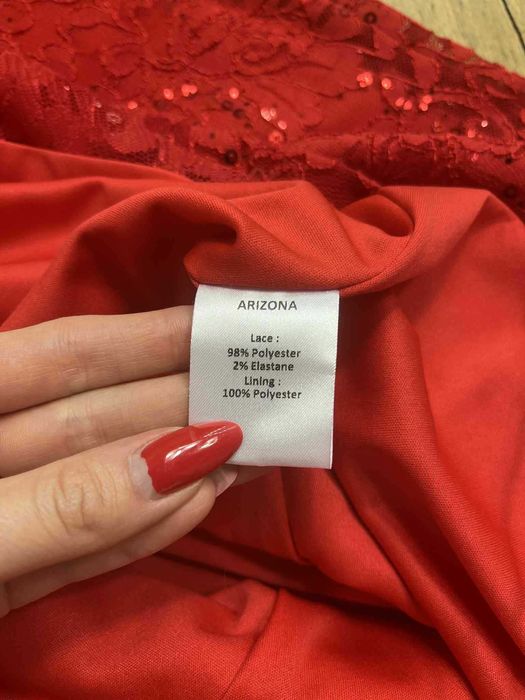 ARIZONA
Lace :
98% Polyester
2% Elastane
Lining :
100% Polyester